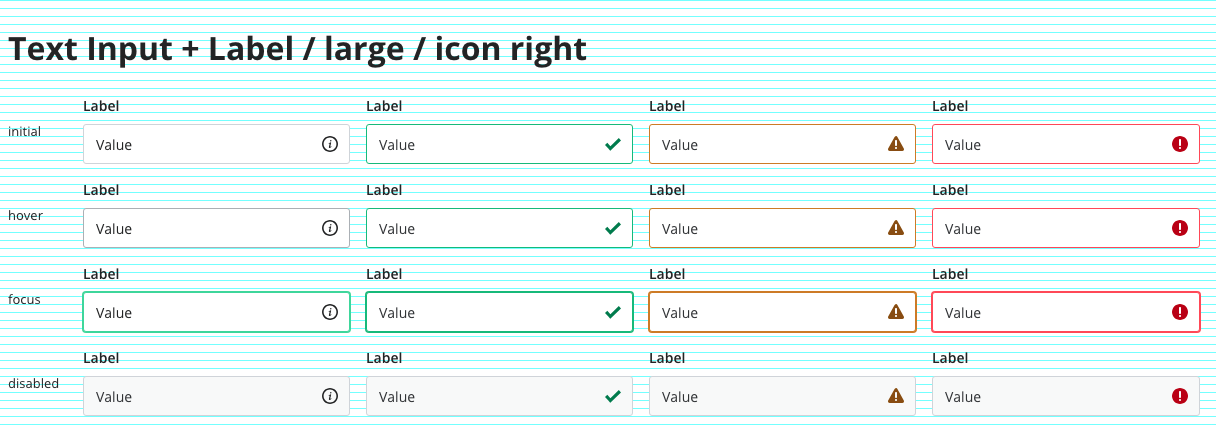 Text Input + Label / large / icon right
Label Label Label Label
initial Value Value Value Value
Label Label Label Label
hover Value Value Value Value
Label Label Label Label
focus Value Value Value Value
Label Label Label Label
disabled Value Value Value Value